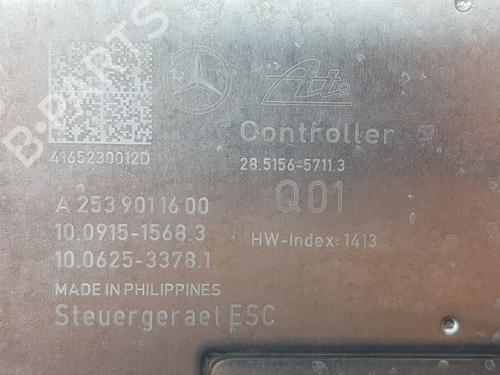 B-PARTS
Ate
Controller
4165230012D
28.5156-5711.3
A 253 901 16 00
Q01
10.0915-1568.3
HW-Index: 1413
10.0625-3378.1
MADE IN PHILIPPINES
Steuergeraet ESC